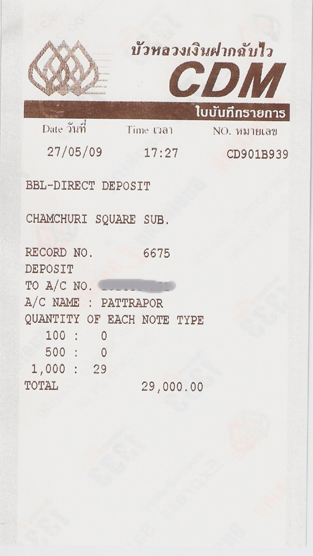 บัวหลวงเงินฝากฉับไว
CDM
ใบบันทึกรายการ
Date วันที่ Time เวลา NO. หมายเลข
27/05/09 17:27 CD901B939
BBL-DIRECT DEPOSIT
CHAMCHURI SQUARE SUB.
RECORD NO. 6675
DEPOSIT
TO A/C NO.
A/C NAME : PATTRAPOR
QUANTITY OF EACH NOTE TYPE
100 : 0
500 : 0
1,000 : 29
TOTAL 29,000.00